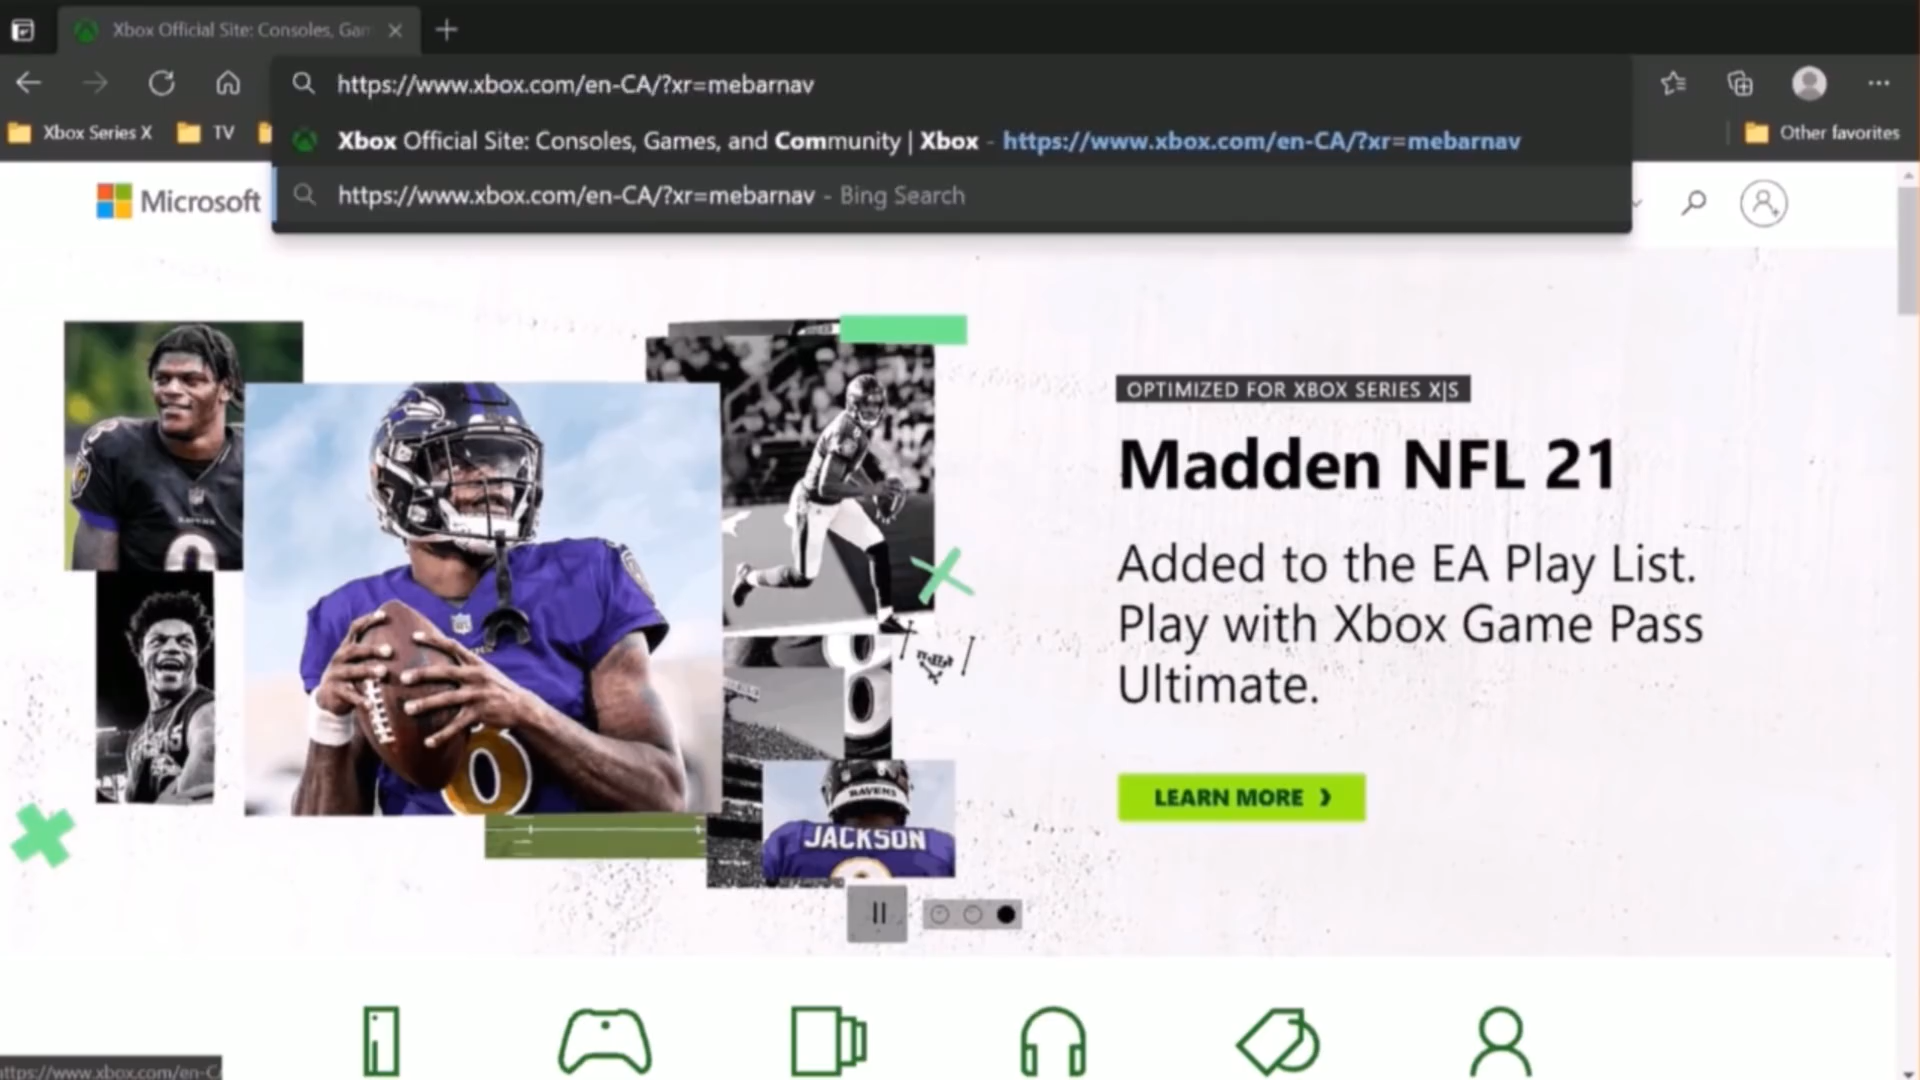 Xbox Official Site: Consoles, Gam
https://www.xbox.com/en-CA/?xr=mebarnav
Xbox Series X
TV
Xbox Official Site: Consoles, Games, and Community | Xbox - https://www.xbox.com/en-CA/?xr=mebarnav
Other favorites
Microsoft
https://www.xbox.com/en-CA/?xr=mebarnav - Bing Search
OPTIMIZED FOR XBOX SERIES X|S
Madden NFL 21
Added to the EA Play List.
Play with Xbox Game Pass
Ultimate.
LEARN MORE
RAVENS
JACKSON
https://www.xbox.com/en-C